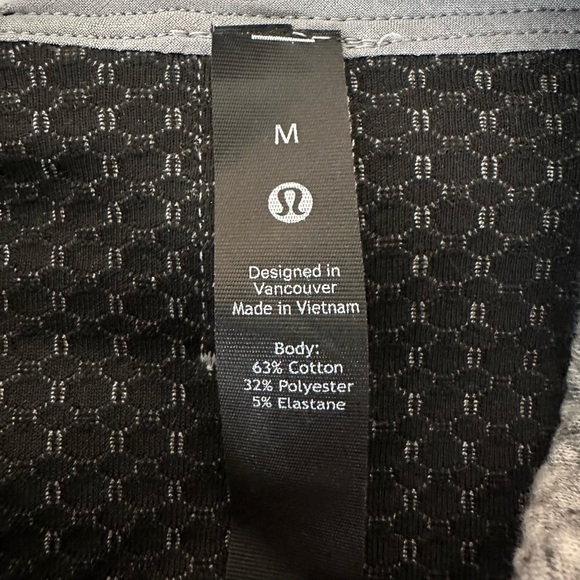 M
Designed in
Vancouver
Made in Vietnam
Body:
63% Cotton
32% Polyester
5% Elastane